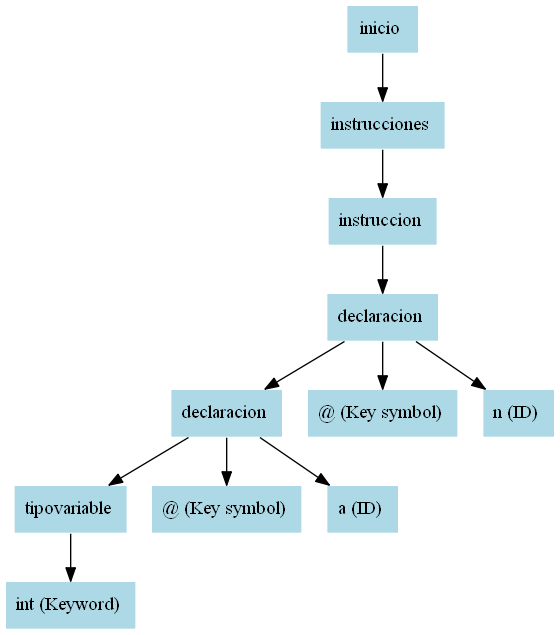 inicio
instrucciones
instruccion
declaracion
declaracion
@ (Key symbol)
n (ID)
tipovariable
@ (Key symbol)
a (ID)
int (Keyword)